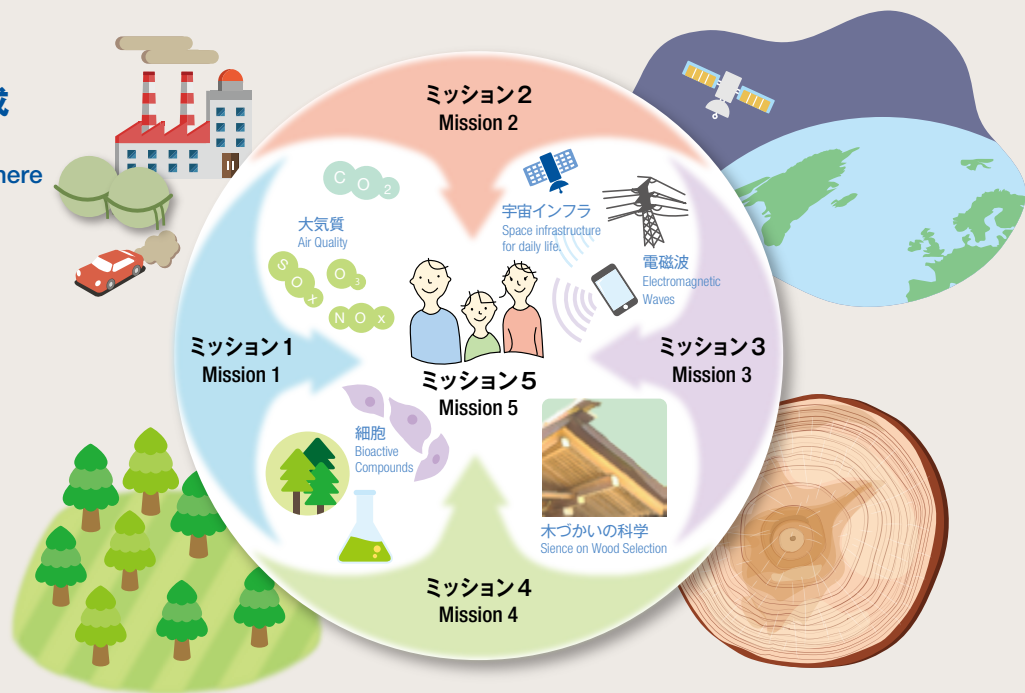 成
here
ミッション2
Mission 2
CO2
大気質
Air Quality
SOx
O3
NOx
宇宙インフラ
Space infrastructure
for daily life.
電磁波
Electromagnetic
Waves
ミッション1
Mission 1
ミッション5
Mission 5
ミッション3
Mission 3
細胞
Bioactive
Compounds
木づかいの科学
Sience on Wood Selection
ミッション4
Mission 4